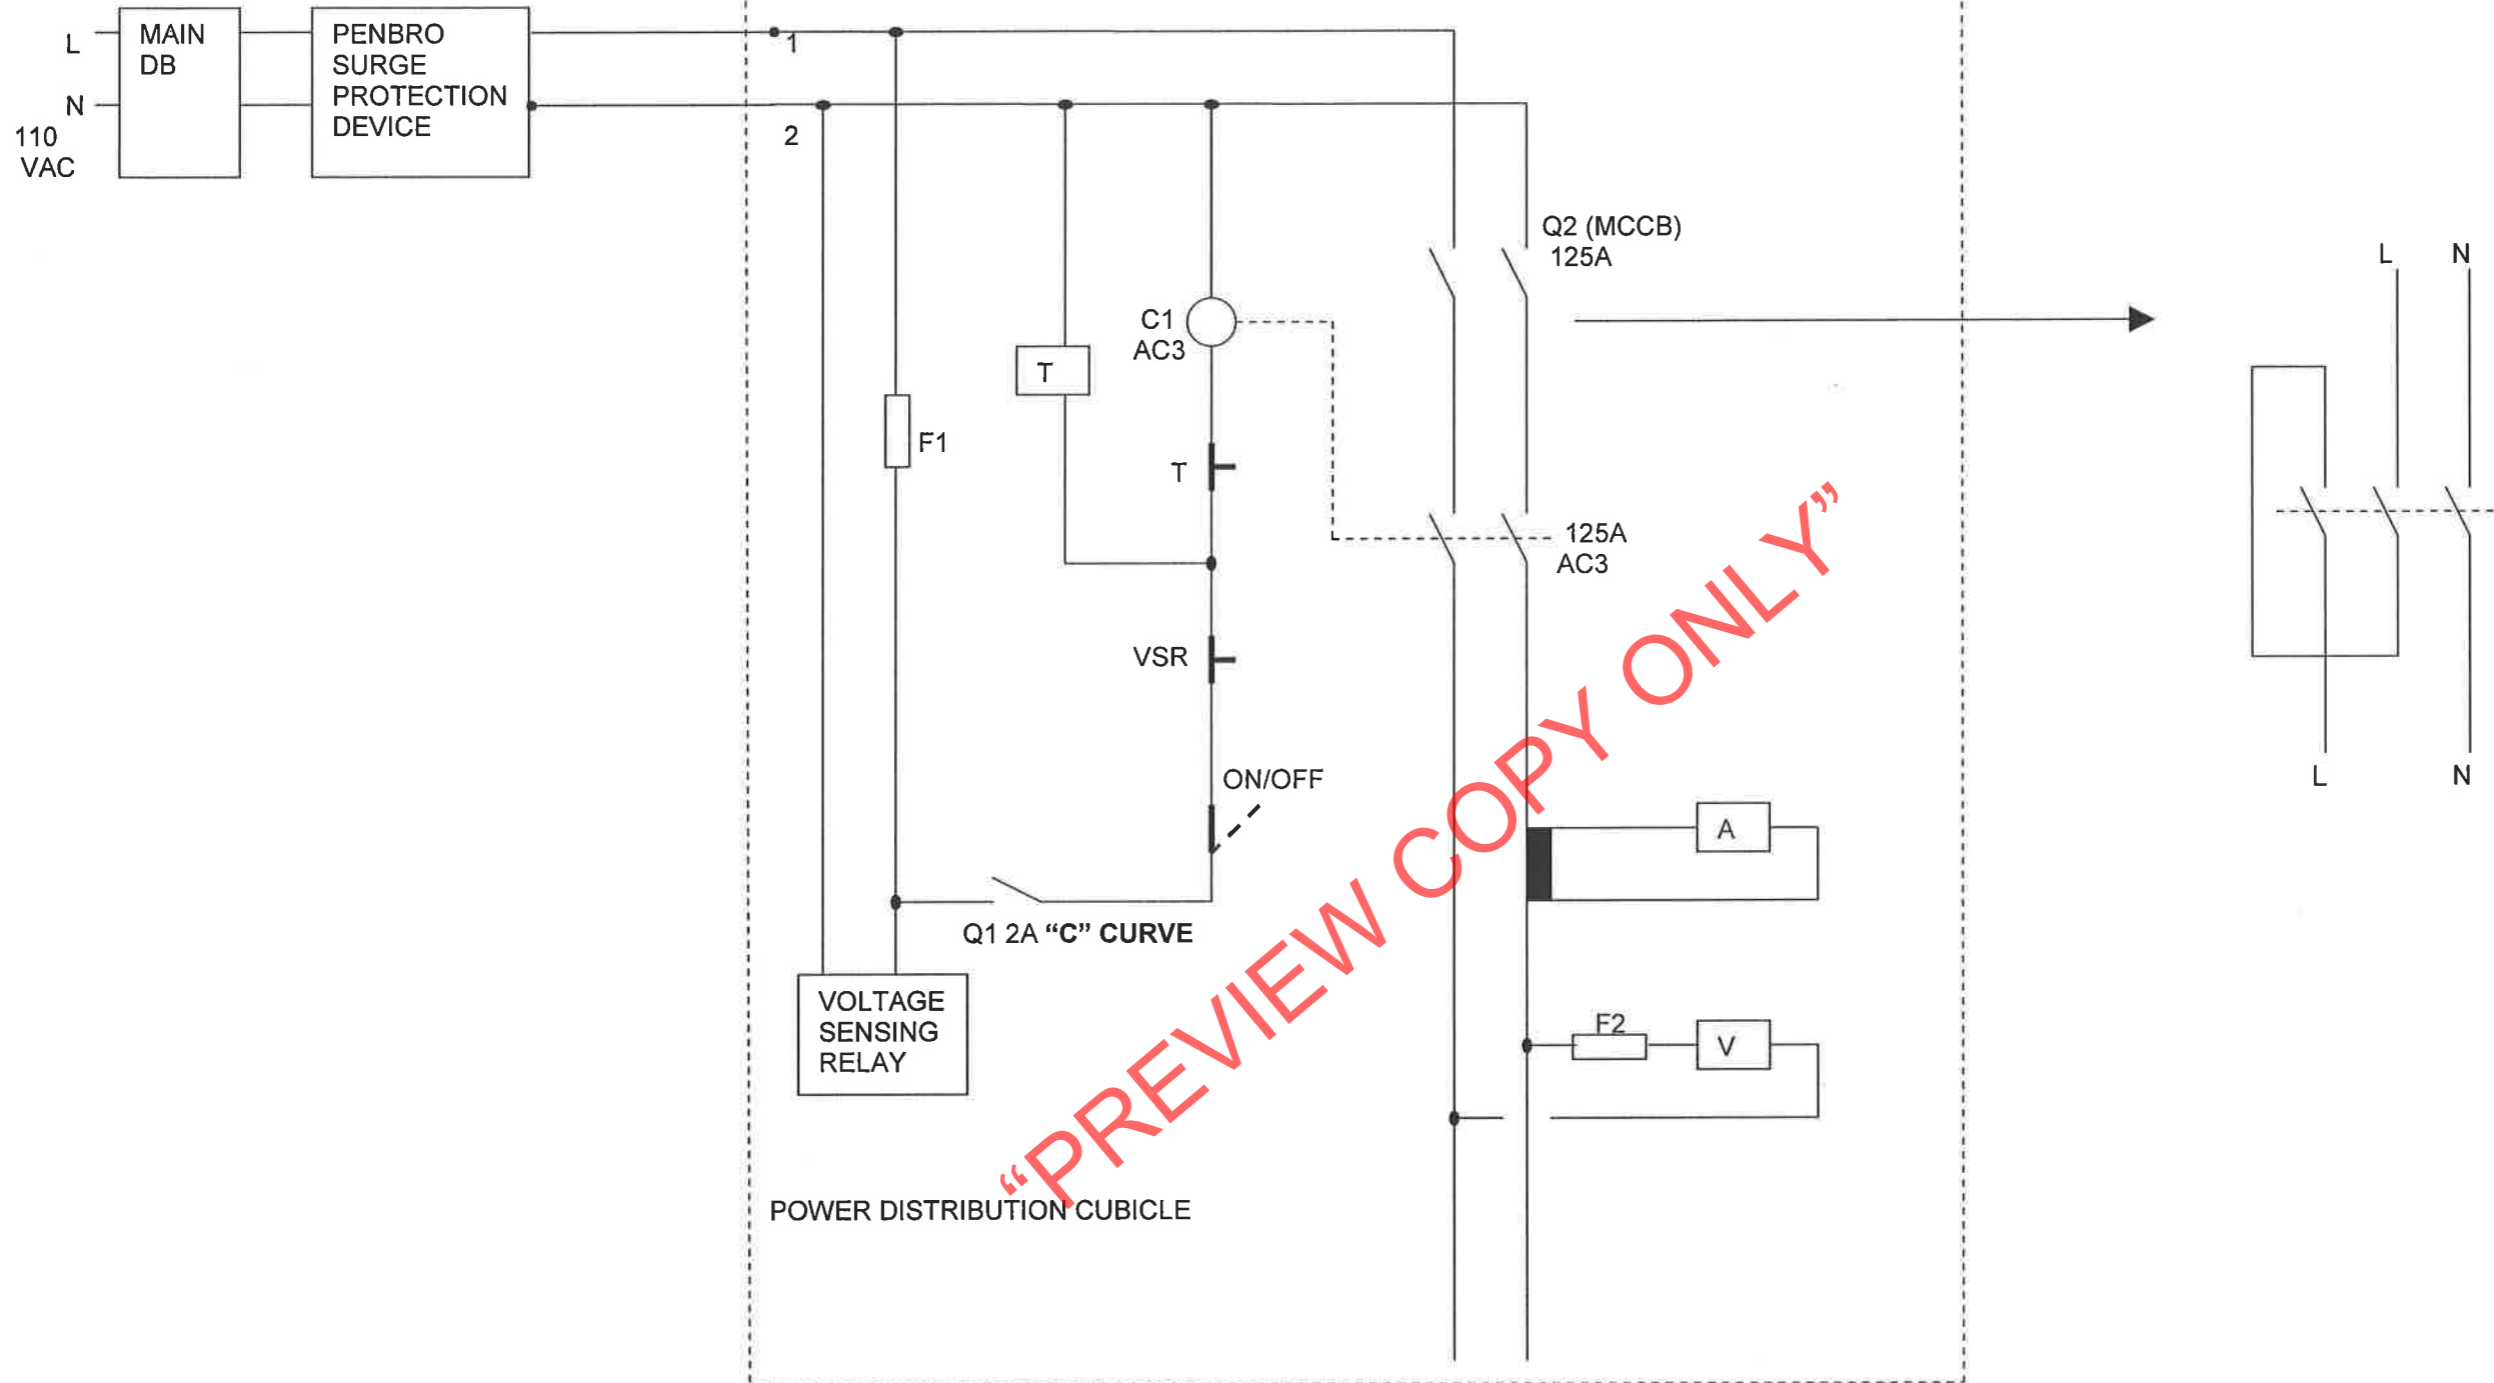 L
N
110
VAC
MAIN
DB
PENBRO
SURGE
PROTECTION
DEVICE
1
2
Q2 (MCCB)
125A
L
N
C1
AC3
T
F1
T
125A
AC3
VSR
ON/OFF
L
N
A
Q1 2A “C” CURVE
VOLTAGE
SENSING
RELAY
F2
V
POWER DISTRIBUTION CUBICLE
“PREVIEW COPY ONLY”